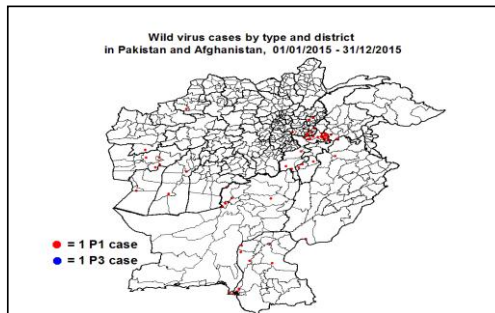 Wild virus cases by type and district
in Pakistan and Afghanistan, 01/01/2015 - 31/12/2015
= 1 P1 case
= 1 P3 case